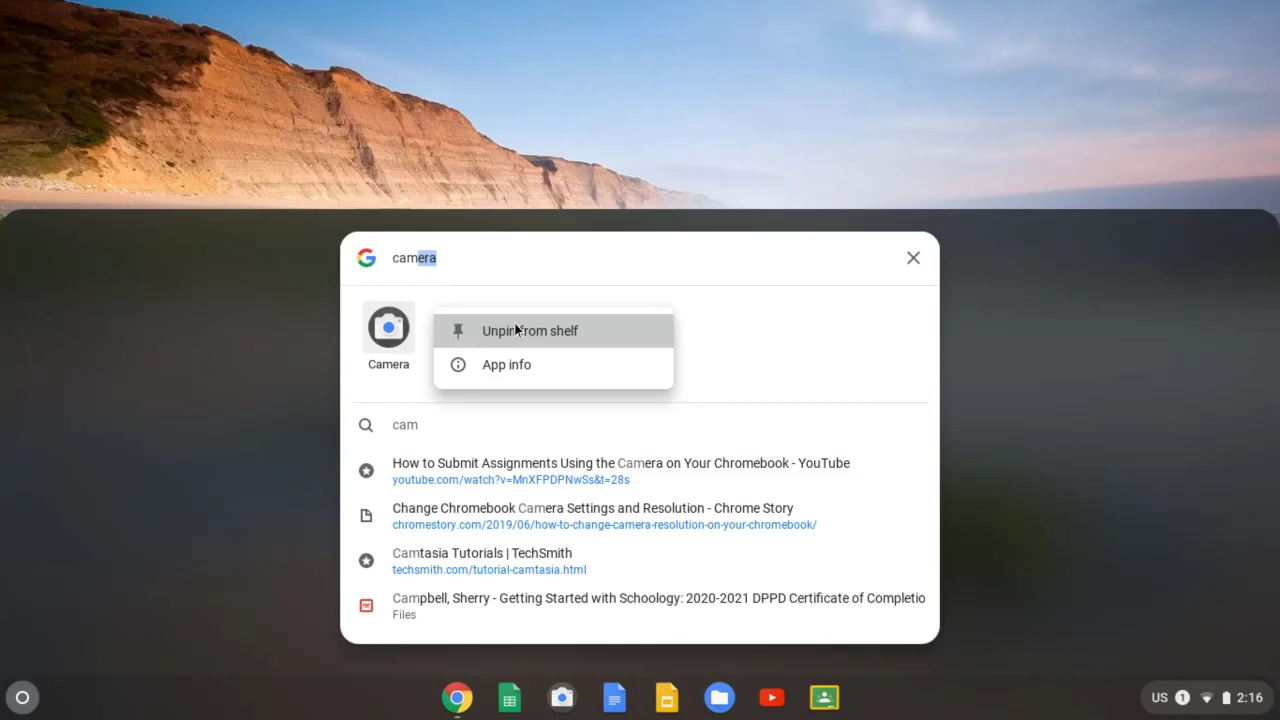 camera
Unpin from shelf
App info
Camera
cam
How to Submit Assignments Using the Camera on Your Chromebook - YouTube
youtube.com/watch?v=MnXFPDPNwSs&t=28s
Change Chromebook Camera Settings and Resolution - Chrome Story
chromestory.com/2019/06/how-to-change-camera-resolution-on-your-chromebook/
Camtasia Tutorials | TechSmith
techsmith.com/tutorial-camtasia.html
Campbell, Sherry - Getting Started with Schoology: 2020-2021 DPPD Certificate of Completio
Files
US 1 2:16